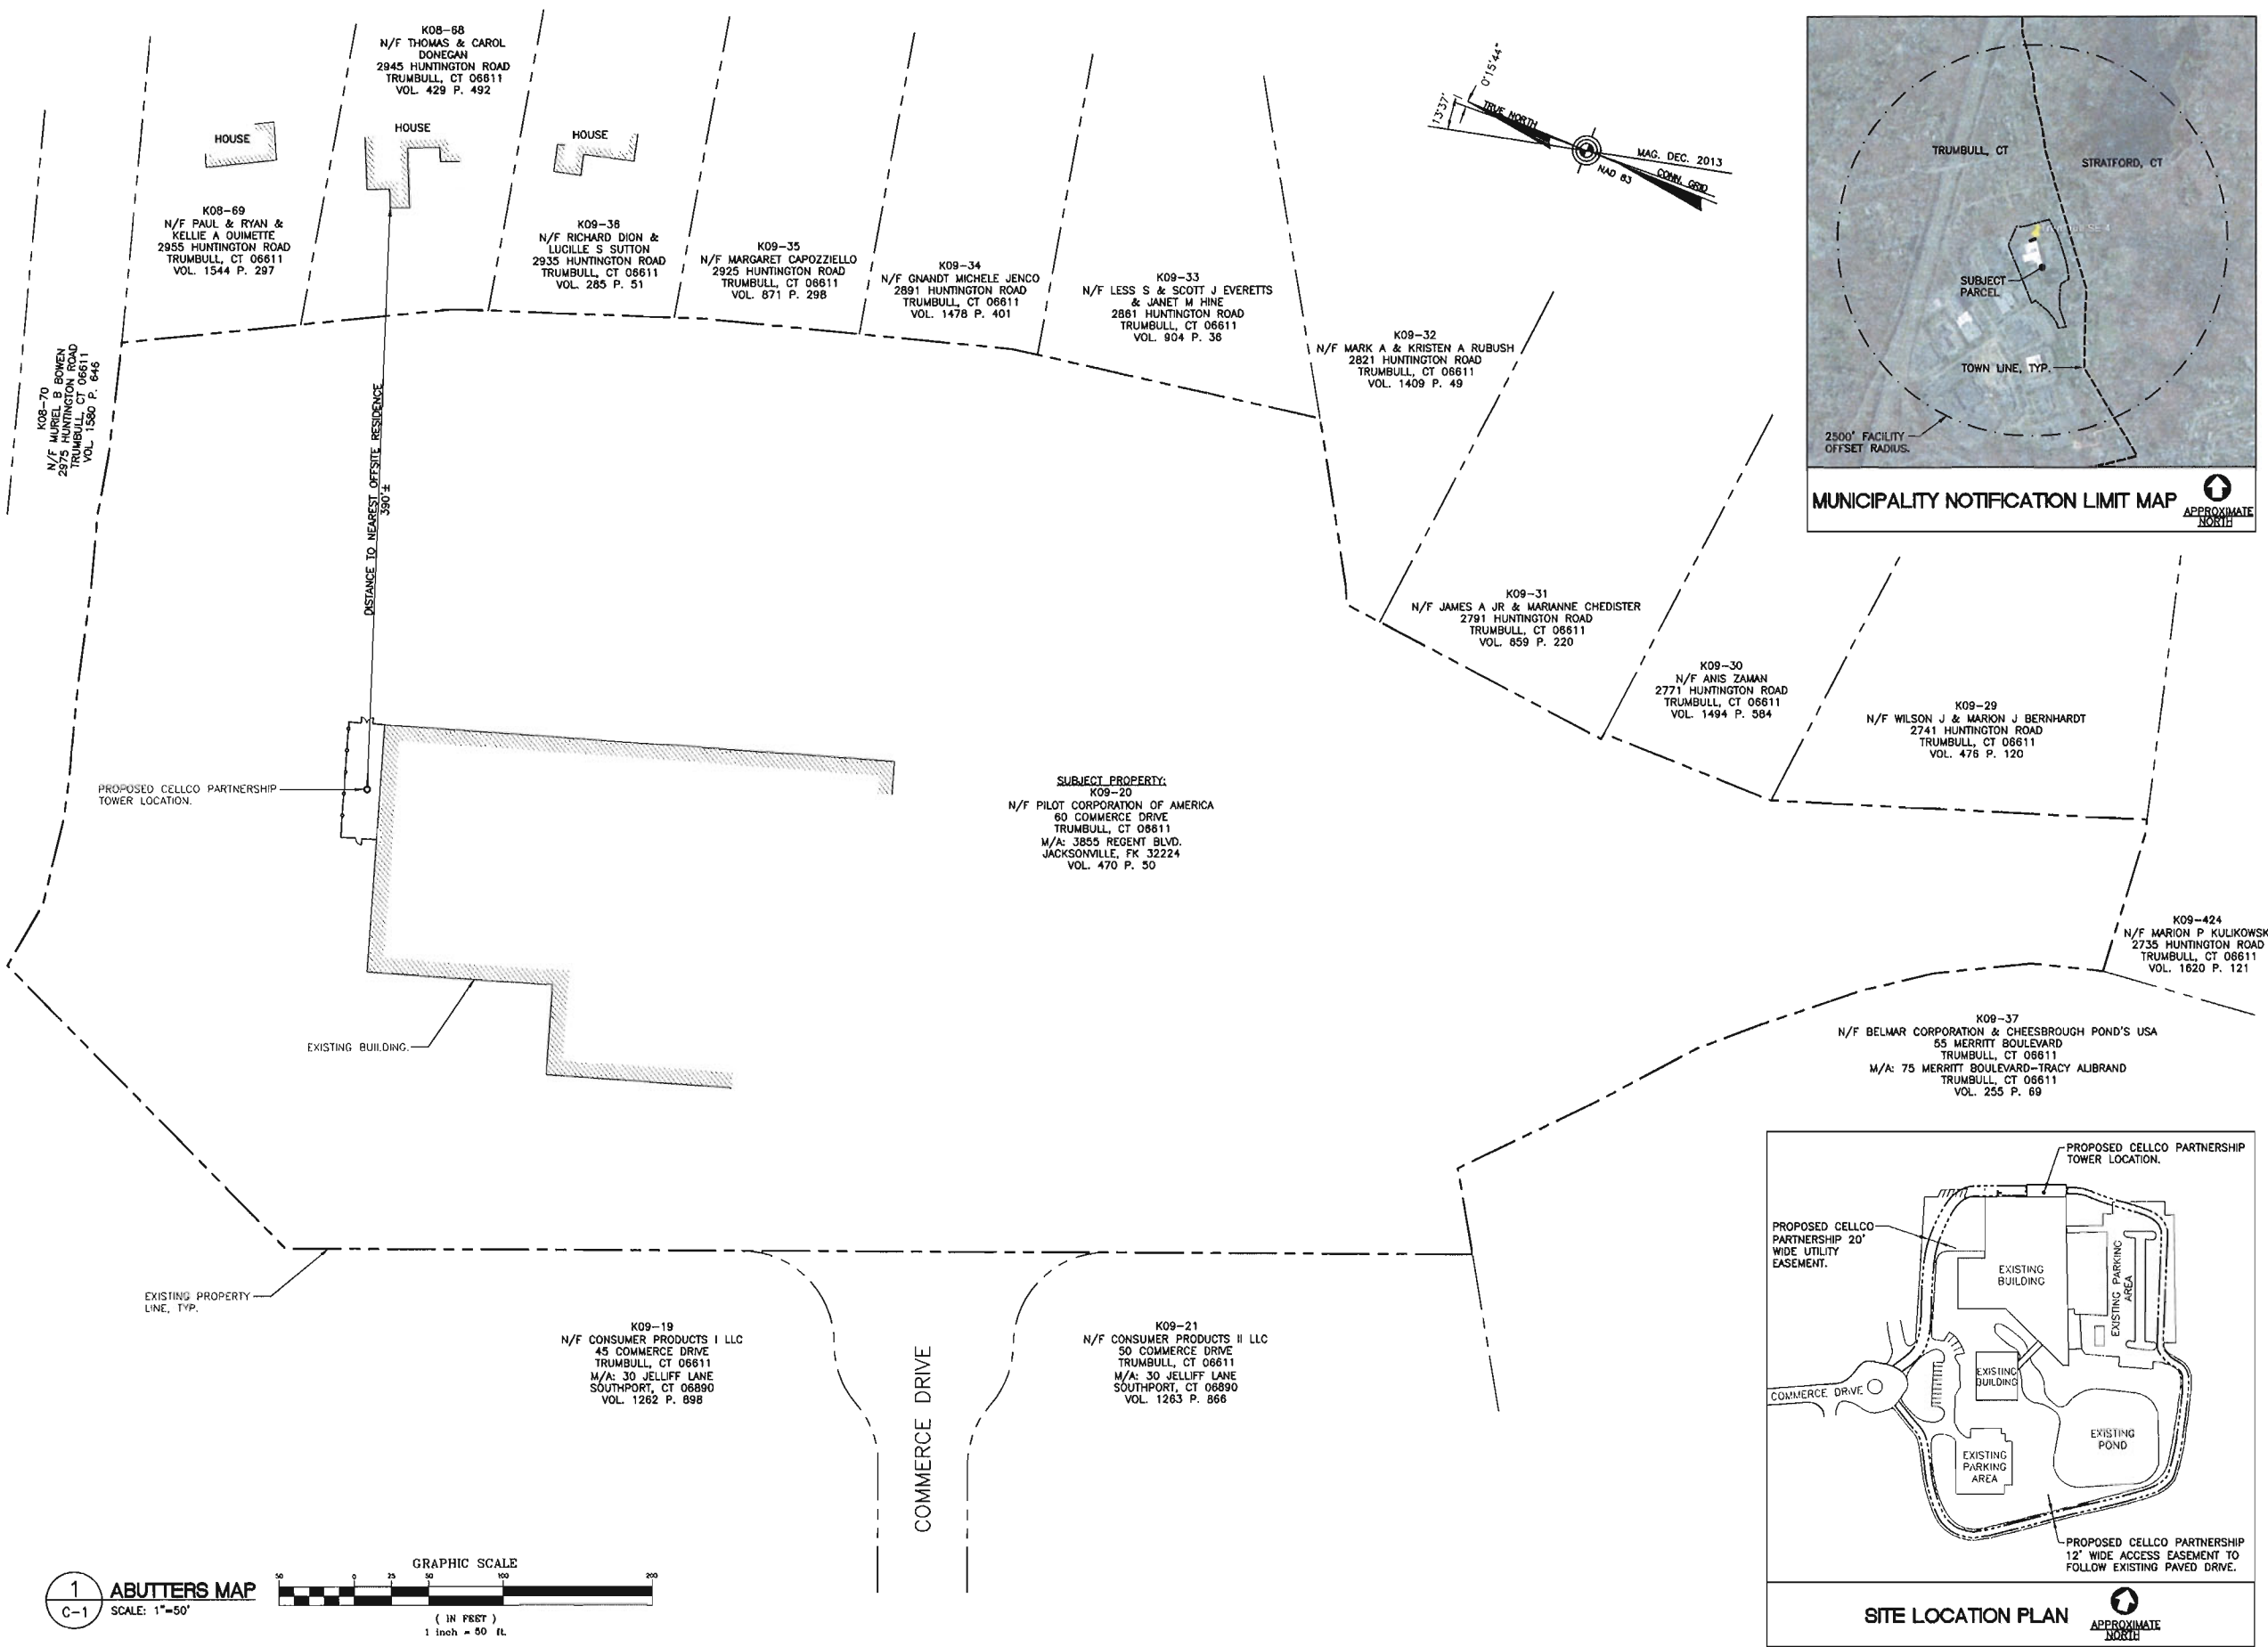 K08-68
N/F THOMAS & CAROL
DONEGAN
2945 HUNTINGTON ROAD
TRUMBULL, CT 06611
VOL. 429 P. 492
HOUSE
HOUSE
HOUSE
K08-69
N/F PAUL & RYAN &
KELLIE A OUIMETTE
2955 HUNTINGTON ROAD
TRUMBULL, CT 06611
VOL. 1544 P. 297
K09-36
N/F RICHARD DION &
LUCILLE S SUTTON
2935 HUNTINGTON ROAD
TRUMBULL, CT 06611
VOL. 285 P. 51
K09-35
N/F MARGARET CAPOZZIELLO
2925 HUNTINGTON ROAD
TRUMBULL, CT 06611
VOL. 871 P. 298
K09-34
N/F GNANDT MICHELE JENCO
2891 HUNTINGTON ROAD
TRUMBULL, CT 06611
VOL. 1478 P. 401
K09-33
N/F LESS S & SCOTT J EVERETTS
& JANET M HINE
2861 HUNTINGTON ROAD
TRUMBULL, CT 06611
VOL. 904 P. 36
K09-32
N/F MARK A & KRISTEN A RUBUSH
2821 HUNTINGTON ROAD
TRUMBULL, CT 06611
VOL. 1409 P. 49
K08-70
N/F MURIEL B BOWEN
2975 HUNTINGTON ROAD
TRUMBULL, CT 06611
VOL. 1580 P. 646
DISTANCE TO NEAREST OFFSITE RESIDENCE
390'±
0°15'44"
13°37'
TRUE NORTH
MAG. DEC. 2013
CONN. GRID
NAD 83
TRUMBULL, CT
STRATFORD, CT
SUBJECT
PARCEL
TOWN LINE, TYP.
2500' FACILITY
OFFSET RADIUS.
MUNICIPALITY NOTIFICATION LIMIT MAP
APPROXIMATE
NORTH
K09-31
N/F JAMES A JR & MARIANNE CHEDISTER
2791 HUNTINGTON ROAD
TRUMBULL, CT 06611
VOL. 859 P. 220
K09-30
N/F ANIS ZAMAN
2771 HUNTINGTON ROAD
TRUMBULL, CT 06611
VOL. 1494 P. 584
K09-29
N/F WILSON J & MARION J BERNHARDT
2741 HUNTINGTON ROAD
TRUMBULL, CT 06611
VOL. 476 P. 120
PROPOSED CELLCO PARTNERSHIP
TOWER LOCATION.
SUBJECT PROPERTY:
K09-20
N/F PILOT CORPORATION OF AMERICA
60 COMMERCE DRIVE
TRUMBULL, CT 06611
M/A: 3855 REGENT BLVD.
JACKSONVILLE, FK 32224
VOL. 470 P. 50
K09-424
N/F MARION P KULIKOWSK
2735 HUNTINGTON ROAD
TRUMBULL, CT 06611
VOL. 1620 P. 121
K09-37
N/F BELMAR CORPORATION & CHEESBROUGH POND'S USA
55 MERRITT BOULEVARD
TRUMBULL, CT 06611
M/A: 75 MERRITT BOULEVARD-TRACY ALIBRAND
TRUMBULL, CT 06611
VOL. 255 P. 69
EXISTING BUILDING.
EXISTING PROPERTY
LINE, TYP.
K09-19
N/F CONSUMER PRODUCTS I LLC
45 COMMERCE DRIVE
TRUMBULL, CT 06611
M/A: 30 JELLIFF LANE
SOUTHPORT, CT 06890
VOL. 1262 P. 898
K09-21
N/F CONSUMER PRODUCTS II LLC
50 COMMERCE DRIVE
TRUMBULL, CT 06611
M/A: 30 JELLIFF LANE
SOUTHPORT, CT 06890
VOL. 1263 P. 866
COMMERCE DRIVE
PROPOSED CELLCO PARTNERSHIP
TOWER LOCATION.
PROPOSED CELLCO
PARTNERSHIP 20'
WIDE UTILITY
EASEMENT.
EXISTING
BUILDING
EXISTING PARKING
AREA
EXISTING
BUILDING
COMMERCE DRIVE
EXISTING
POND
EXISTING
PARKING
AREA
PROPOSED CELLCO PARTNERSHIP
12' WIDE ACCESS EASEMENT TO
FOLLOW EXISTING PAVED DRIVE.
SITE LOCATION PLAN
APPROXIMATE
NORTH
1
C-1
ABUTTERS MAP
SCALE: 1"=50'
GRAPHIC SCALE
50 0 25 50 100 200
( IN FEET )
1 inch = 50 ft.